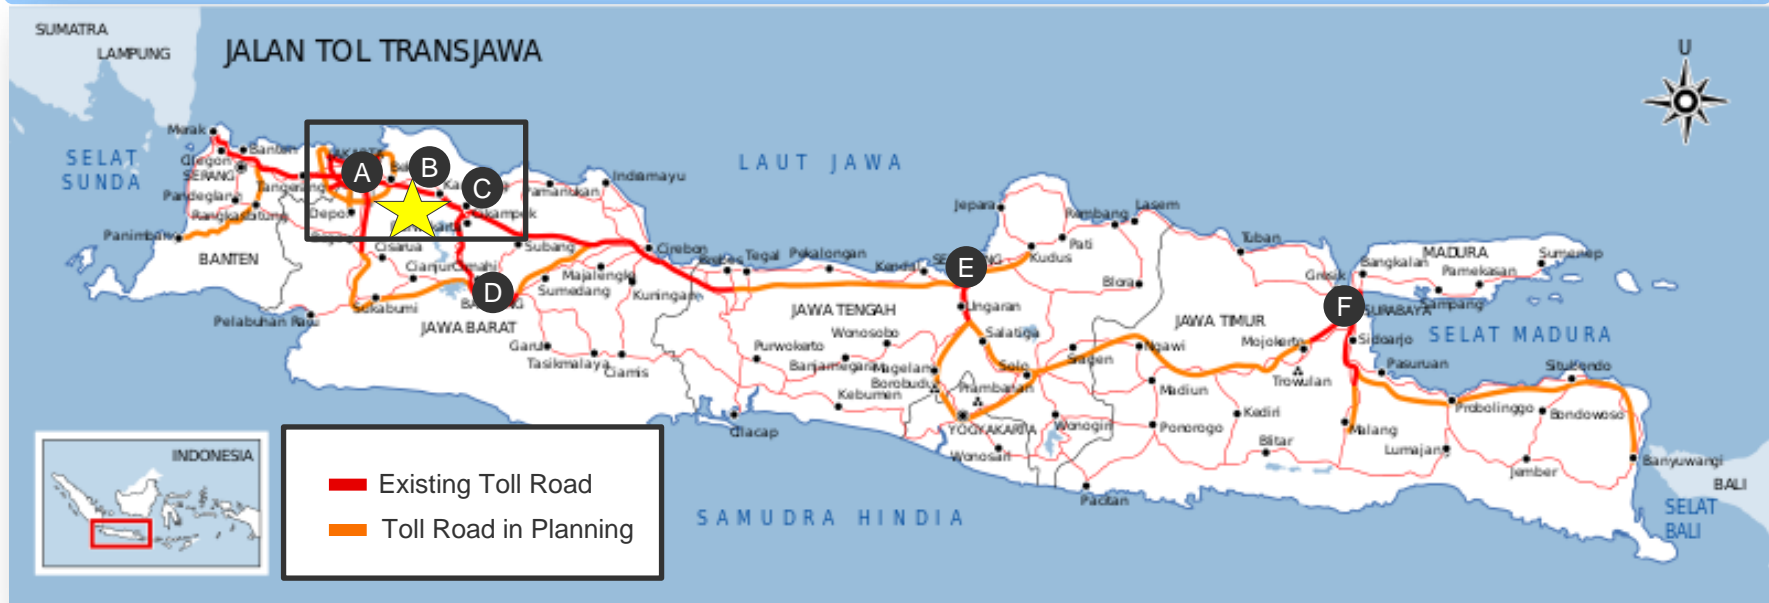 SUMATRA
LAMPUNG
JALAN TOL TRANSJAWA
U
SELAT
SUNDA
LAUT JAWA
Merak
Banten
Cilegon
SERANG
Tangerang
Pandeglang
Rangkasbitung
Panimbang
BANTEN
A
B
C
Depok
Cisarua
Cianjur
Cimahi
D
Sukabumi
Pelabuhan Ratu
JAWA BARAT
Pamanukan
Indramayu
Subang
Cirebon
Majalengka
Sumedang
Kuningan
Garut
Tasikmalaya
Ciamis
Brebes
Tegal
Pekalongan
Kendal
E
Jepara
Rembang
Lasem
Pati
Kudus
Blora
Ungaran
JAWA TENGAH
Wonosobo
Salatiga
Purwokerto
Banjarnegara
Magelang
Borobudur
Solo
Sragen
Prambanan
Kebumen
Cilacap
YOGYAKARTA
Wonogiri
Wonosari
Pacitan
Tuban
MADURA
Bangkalan
Sumenep
Pamekasan
Sampang
Gresik
F
SURABAYA
SELAT MADURA
JAWA TIMUR
Mojokerto
Sidoarjo
Ngawi
Trowulan
Pasuruan
Situbondo
Madiun
Kediri
Probolinggo
Bondowoso
Ponorogo
Blitar
Malang
Lumajang
Jember
Banyuwangi
BALI
SELAT
BALI
SAMUDRA HINDIA
INDONESIA
Existing Toll Road
Toll Road in Planning